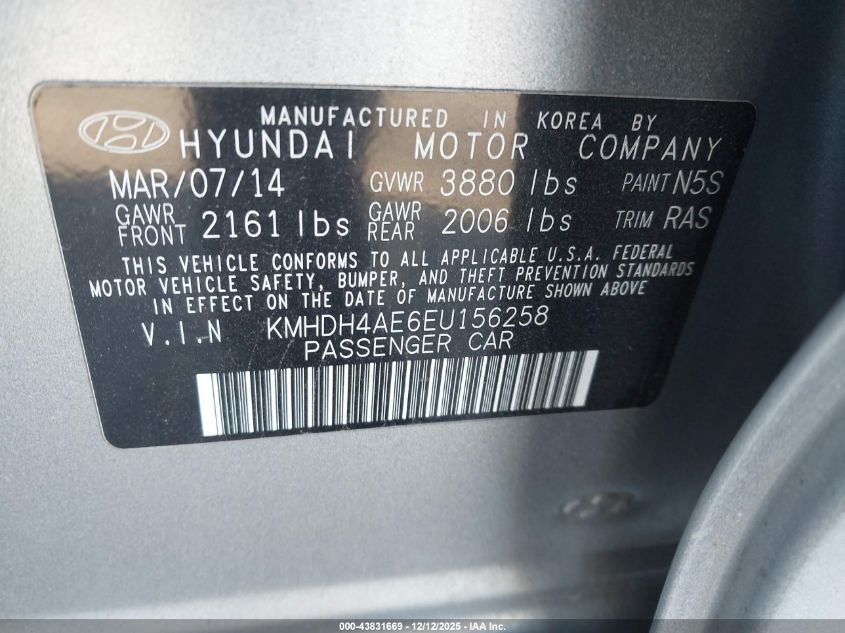 MANUFACTURED IN KOREA BY
HYUNDAI MOTOR COMPANY
MAR/07/14 GVWR 3880 lbs PAINT N5S
GAWR FRONT 2161 lbs GAWR REAR 2006 lbs TRIM RAS
THIS VEHICLE CONFORMS TO ALL APPLICABLE U.S.A. FEDERAL
MOTOR VEHICLE SAFETY, BUMPER, AND THEFT PREVENTION STANDARDS
IN EFFECT ON THE DATE OF MANUFACTURE SHOWN ABOVE
V.I.N KMHDH4AE6EU156258
PASSENGER CAR
000-43831669 - 12/12/2025 - IAA Inc.